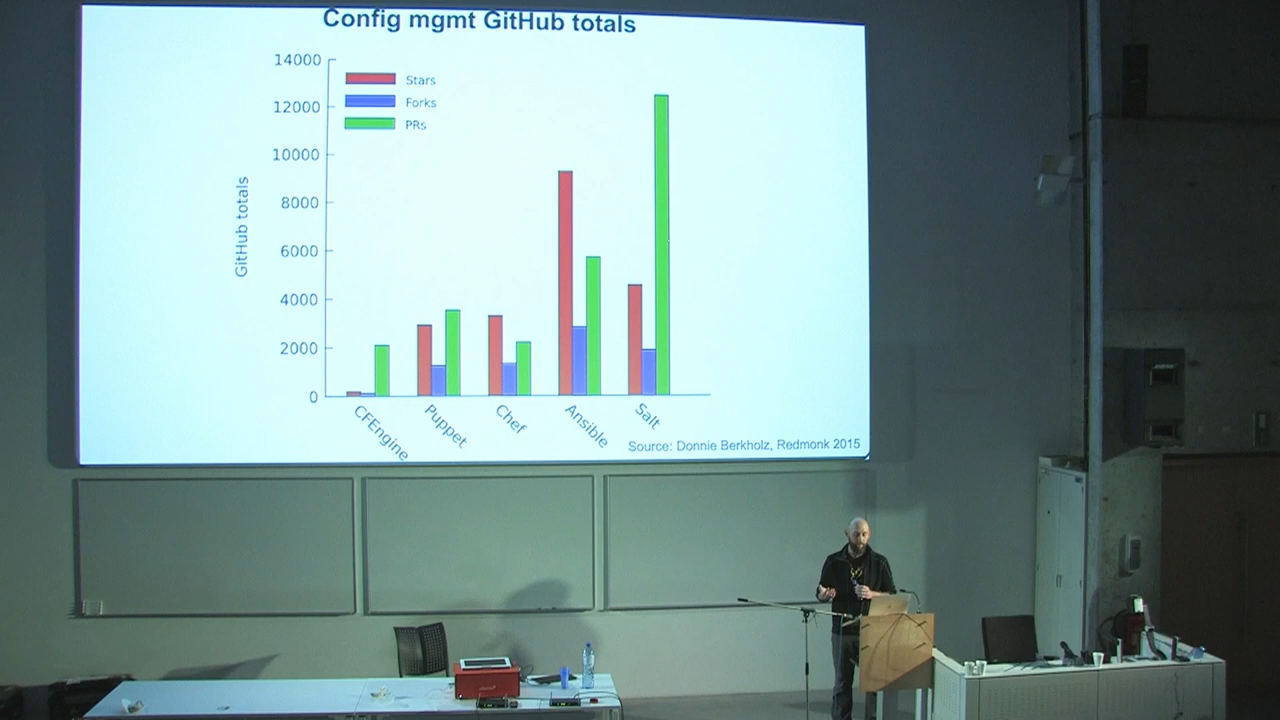 Config mgmt GitHub totals
14000
12000
10000
8000
6000
4000
2000
0
GitHub totals
Stars
Forks
PRs
CFEngine
Puppet
Chef
Ansible
Salt
Source: Donnie Berkholz, Redmonk 2015